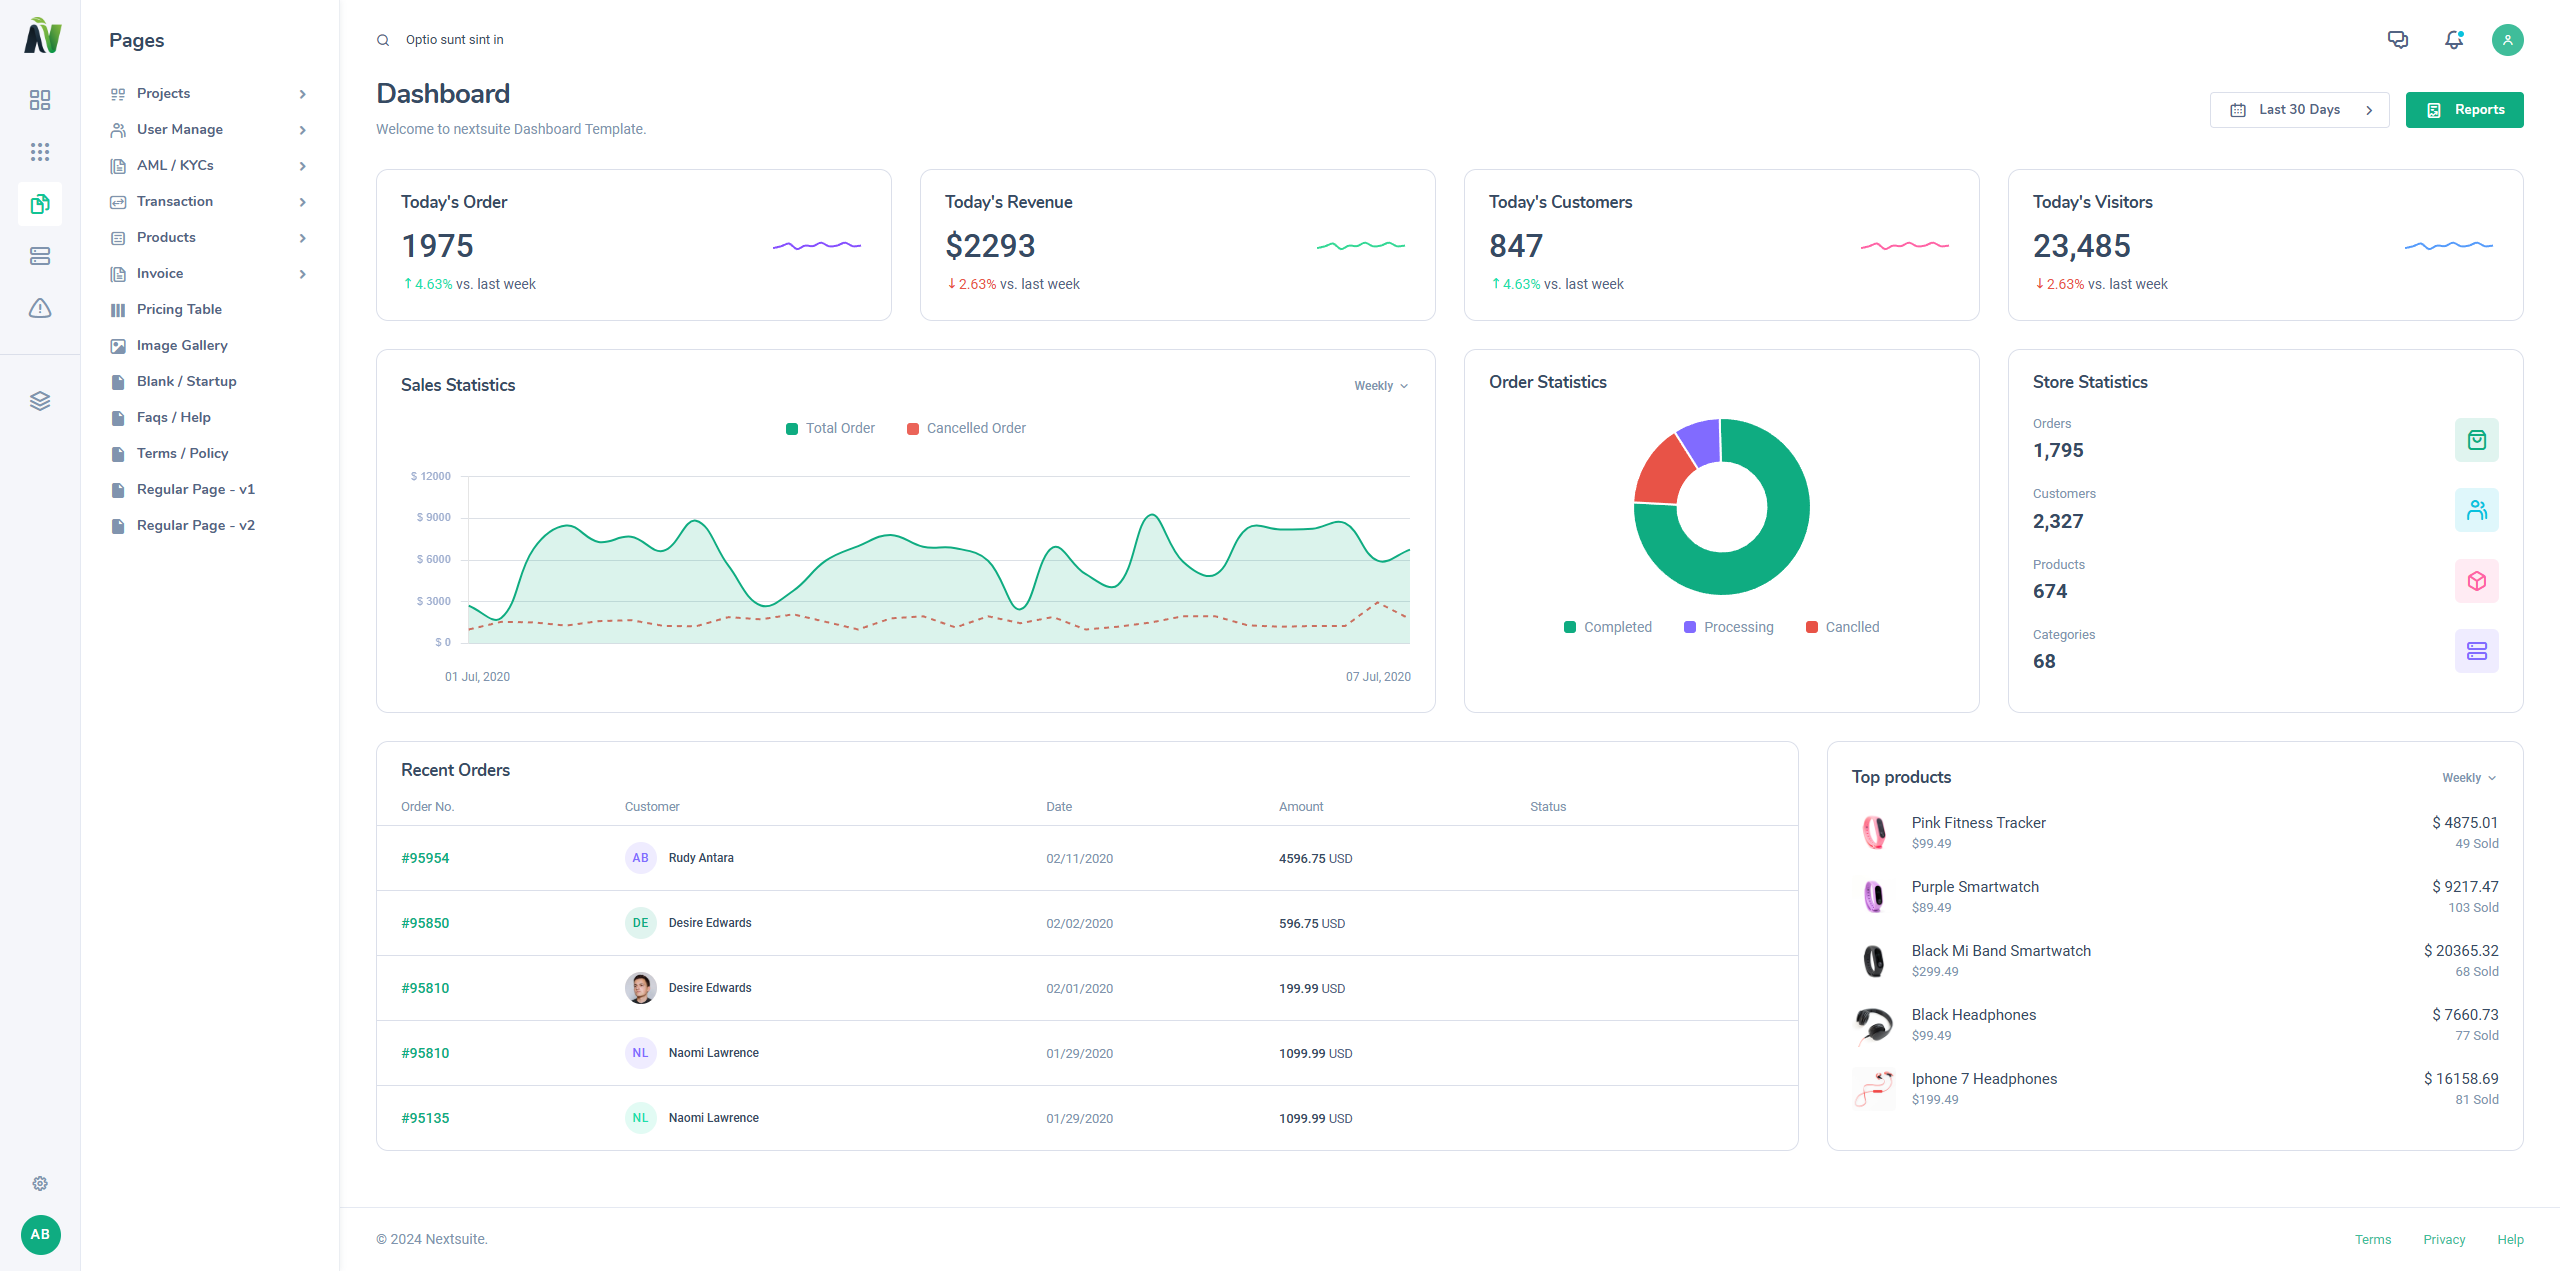 Pages
Projects
User Manage
AML / KYCs
Transaction
Products
Invoice
Pricing Table
Image Gallery
Blank / Startup
Faqs / Help
Terms / Policy
Regular Page - v1
Regular Page - v2
AB
Optio sunt sint in
Dashboard
Welcome to nextsuite Dashboard Template.
Last 30 Days
Reports
Today's Order
1975
4.63% vs. last week
Today's Revenue
$2293
2.63% vs. last week
Today's Customers
847
4.63% vs. last week
Today's Visitors
23,485
2.63% vs. last week
Sales Statistics
Weekly
Total Order Cancelled Order
$ 12000
$ 9000
$ 6000
$ 3000
$ 0
01 Jul, 2020 07 Jul, 2020
Order Statistics
Completed Processing Canclled
Store Statistics
Orders
1,795
Customers
2,327
Products
674
Categories
68
Recent Orders
Order No. Customer Date Amount Status
#95954 AB Rudy Antara 02/11/2020 4596.75 USD
#95850 DE Desire Edwards 02/02/2020 596.75 USD
#95810 Desire Edwards 02/01/2020 199.99 USD
#95810 NL Naomi Lawrence 01/29/2020 1099.99 USD
#95135 NL Naomi Lawrence 01/29/2020 1099.99 USD
Top products
Weekly
Pink Fitness Tracker $ 4875.01
$99.49 49 Sold
Purple Smartwatch $ 9217.47
$89.49 103 Sold
Black Mi Band Smartwatch $ 20365.32
$299.49 68 Sold
Black Headphones $ 7660.73
$99.49 77 Sold
Iphone 7 Headphones $ 16158.69
$199.49 81 Sold
© 2024 Nextsuite.
Terms Privacy Help